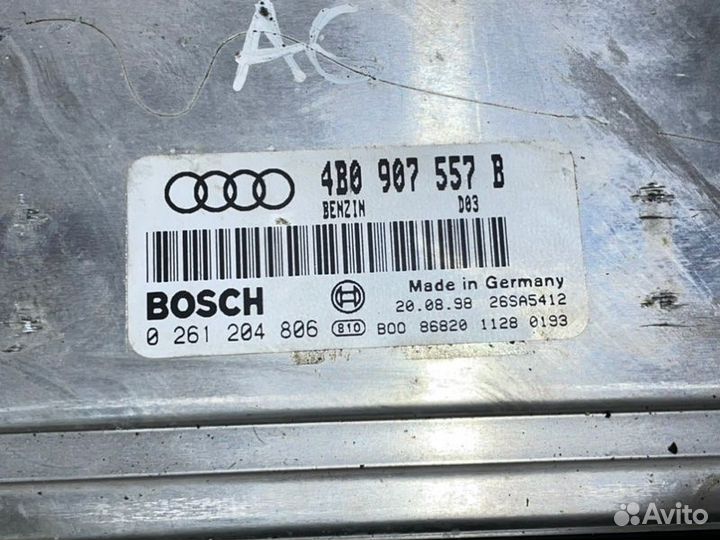 AC
4B0 907 557 B
BENZIN D03
BOSCH
Made in Germany
20.08.98 26SA5412
0 261 204 806 810 B00 86820 1128 0193
Avito